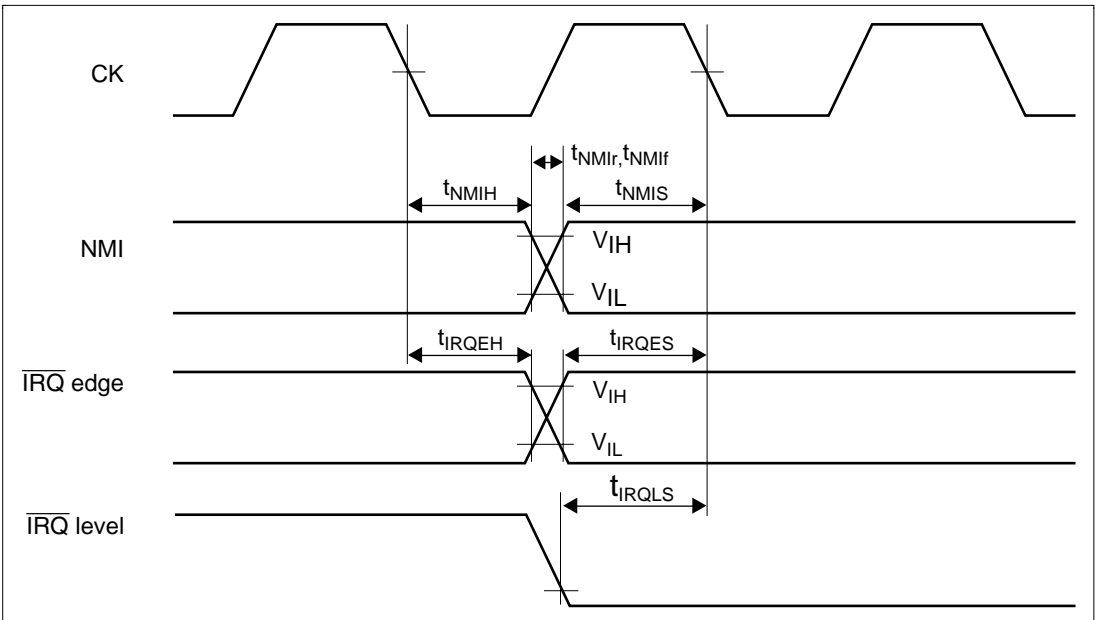 CK
tNMIr,tNMIf
tNMIH
tNMIS
NMI
VIH
VIL
tIRQEH
tIRQES
IRQ edge
VIH
VIL
tIRQLS
IRQ level